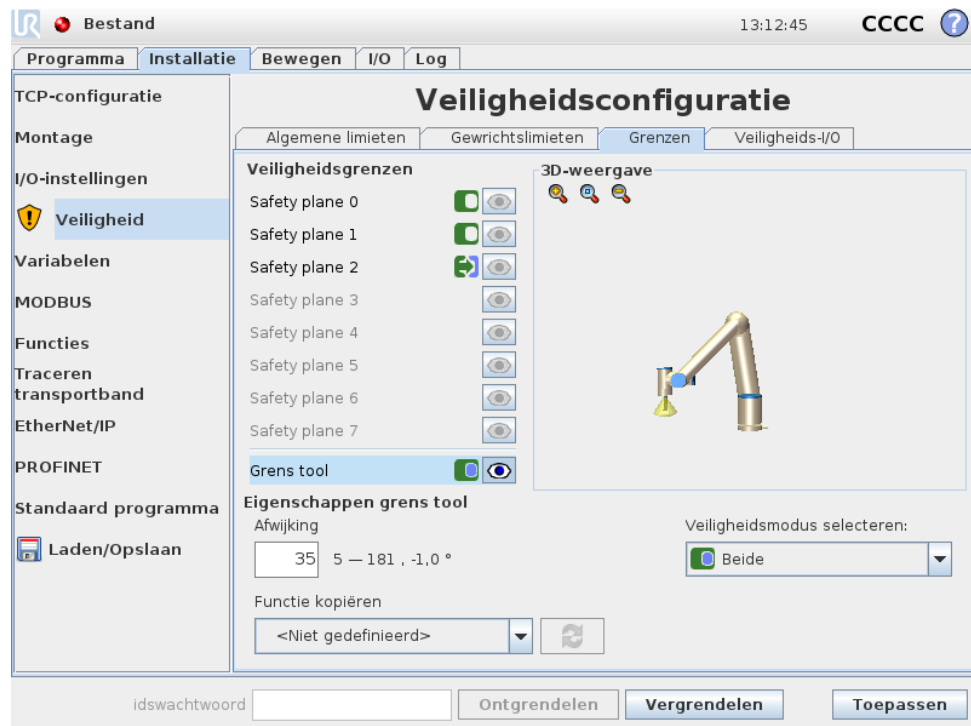 UR Bestand 13:12:45 CCCC ?
Programma Installatie Bewegen I/O Log
TCP-configuratie
Montage
I/O-instellingen
Veiligheid
Variabelen
MODBUS
Functies
Traceren
transportband
EtherNet/IP
PROFINET
Standaard programma
Laden/Opslaan
Veiligheidsconfiguratie
Algemene limieten Gewrichtslimieten Grenzen Veiligheids-I/O
Veiligheidsgrenzen
Safety plane 0
Safety plane 1
Safety plane 2
Safety plane 3
Safety plane 4
Safety plane 5
Safety plane 6
Safety plane 7
Grens tool
3D-weergave
Eigenschappen grens tool
Afwijking
35 5 — 181 , -1,0 °
Veiligheidsmodus selecteren:
Beide
Functie kopiëren
<Niet gedefinieerd>
idswachtwoord Ontgrendelen Vergrendelen Toepassen